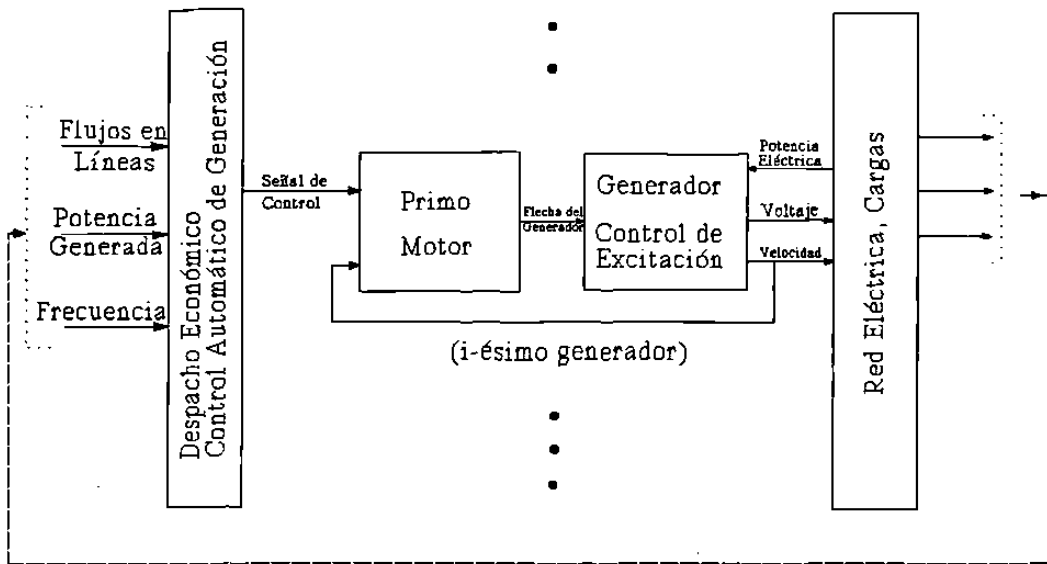 Flujos en
Líneas
Potencia
Generada
Frecuencia
Despacho Económico
Control Automático de Generación
Señal de
Control
Primo
Motor
Flecha del
Generador
Generador
Control de
Excitación
Potencia
Eléctrica
Voltaje
Velocidad
Red Eléctrica, Cargas
(i-ésimo generador)